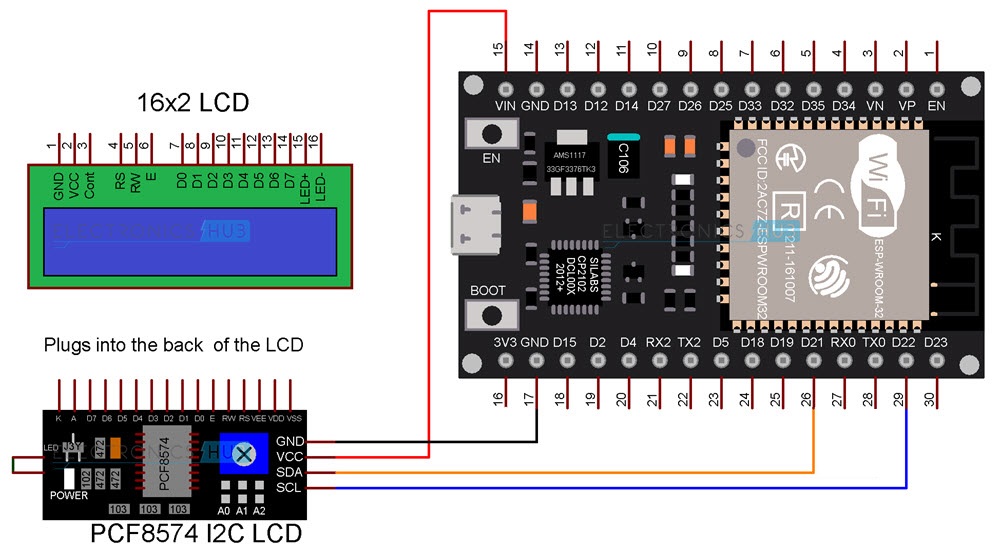 16x2 LCD
1 2 3 4 5 6 7 8 9 10 11 12 13 14 15 16
GND VCC Cont RS RW E D0 D1 D2 D3 D4 D5 D6 D7 LED+ LED-
ELECTRONICS HUB
Plugs into the back of the LCD
K A D7 D6 D5 D4 D3 D2 D1 D0 E RW RS VEE VDD VSS
LED J3Y 472
PCF8574
102 472 472
POWER
103 103 103
A0 A1 A2
GND
VCC
SDA
SCL
PCF8574 I2C LCD
15 14 13 12 11 10 9 8 7 6 5 4 3 2 1
VIN GND D13 D12 D14 D27 D26 D25 D33 D32 D35 D34 VN VP EN
EN
AMS1117
33GF3376TK3
C106
SILABS
CP2102
DCL00X
2012+
BOOT
FCC ID:2AC7Z-ESPWROOM32
R
211-161007
CE
WiFi
ESP-WROOM-32
K
ELECTRONICS HUB
3V3 GND D15 D2 D4 RX2 TX2 D5 D18 D19 D21 RX0 TX0 D22 D23
16 17 18 19 20 21 22 23 24 25 26 27 28 29 30